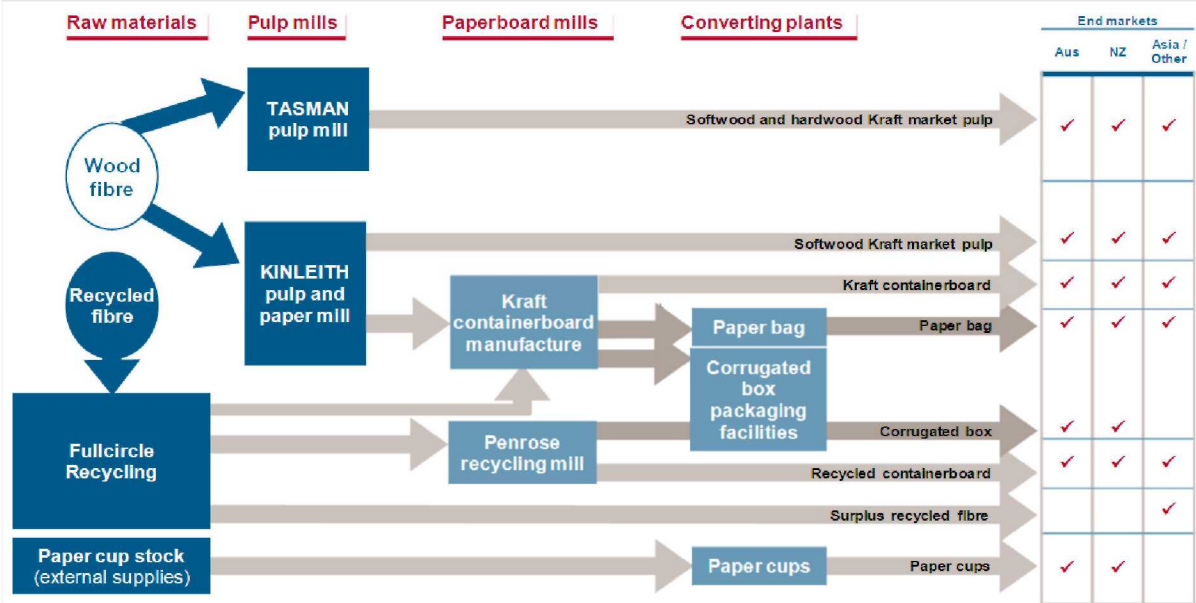 Raw materials
Pulp mills
Paperboard mills
Converting plants
End markets
Aus
NZ
Asia /
Other
TASMAN
pulp mill
Softwood and hardwood Kraft market pulp
✓ ✓ ✓
Wood
fibre
Softwood Kraft market pulp
✓ ✓ ✓
KINLEITH
pulp and
paper mill
Recycled
fibre
Kraft
containerboard
manufacture
Kraft containerboard
✓ ✓ ✓
Paper bag
Paper bag
✓ ✓ ✓
Corrugated
box
packaging
facilities
Fullcircle
Recycling
Penrose
recycling mill
Corrugated box
✓ ✓
Recycled containerboard
✓ ✓ ✓
Surplus recycled fibre
✓
Paper cup stock
(external supplies)
Paper cups
Paper cups
✓ ✓